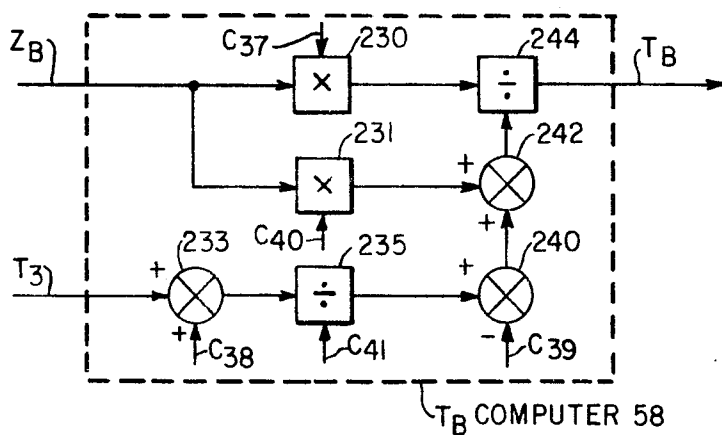 Z_B
C37
230
×
244
÷
T_B
231
×
+
242
+
C40
T3
233
+
+
C38
235
÷
C41
+
240
-
C39
T_B COMPUTER 58